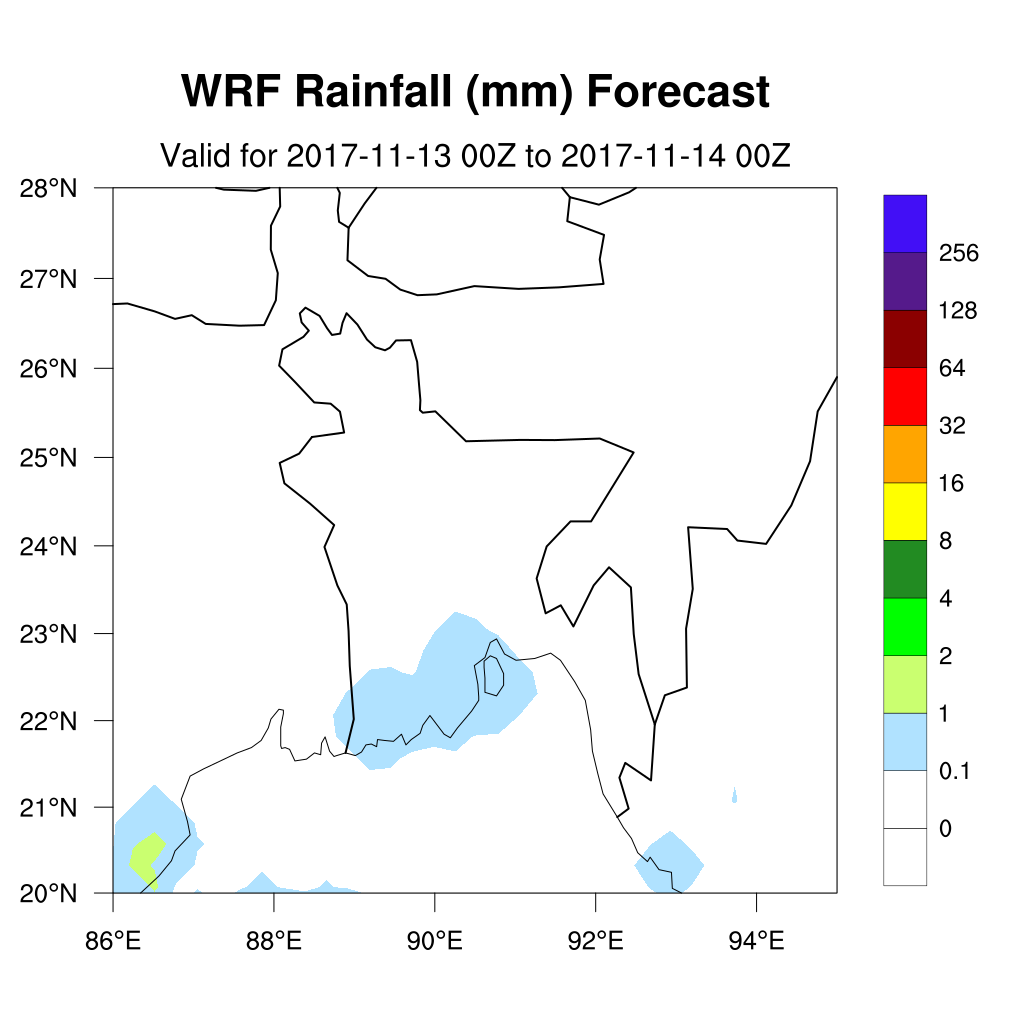 WRF Rainfall (mm) Forecast
Valid for 2017-11-13 00Z to 2017-11-14 00Z
28°N
27°N
26°N
25°N
24°N
23°N
22°N
21°N
20°N
86°E 88°E 90°E 92°E 94°E
256
128
64
32
16
8
4
2
1
0.1
0